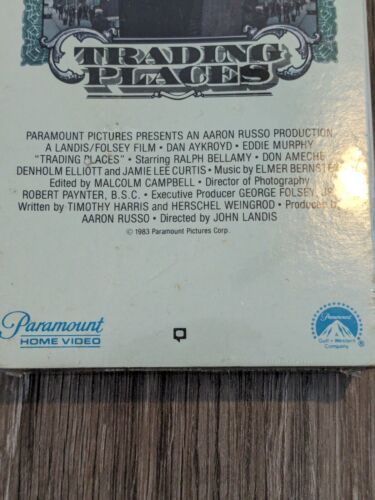 TRADING
PLACES
PARAMOUNT PICTURES PRESENTS AN AARON RUSSO PRODUCTION
A LANDIS/FOLSEY FILM • DAN AYKROYD • EDDIE MURPHY
"TRADING PLACES" • Starring RALPH BELLAMY • DON AMECHE
DENHOLM ELLIOTT and JAMIE LEE CURTIS • Music by ELMER BERNSTEIN
Edited by MALCOLM CAMPBELL • Director of Photography
ROBERT PAYNTER, B.S.C. • Executive Producer GEORGE FOLSEY, JR.
Written by TIMOTHY HARRIS and HERSCHEL WEINGROD • Produced by
AARON RUSSO • Directed by JOHN LANDIS
© 1983 Paramount Pictures Corp.
Paramount
HOME VIDEO
Paramount
Gulf + Western
Company
®